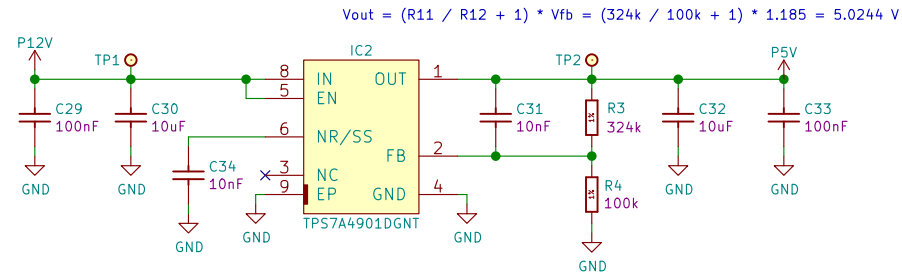 Vout = (R11 / R12 + 1) * Vfb = (324k / 100k + 1) * 1.185 = 5.0244 V
P12V
TP1
IC2
TP2
P5V
8 IN OUT 1
5 EN
C29
100nF
C30
10uF
C31
10nF
R3
1%
324k
C32
10uF
C33
100nF
6 NR/SS
FB 2
C34
10nF
3 NC
9 EP GND 4
R4
1%
100k
TPS7A4901DGNT
GND
GND
GND
GND
GND
GND
GND
GND